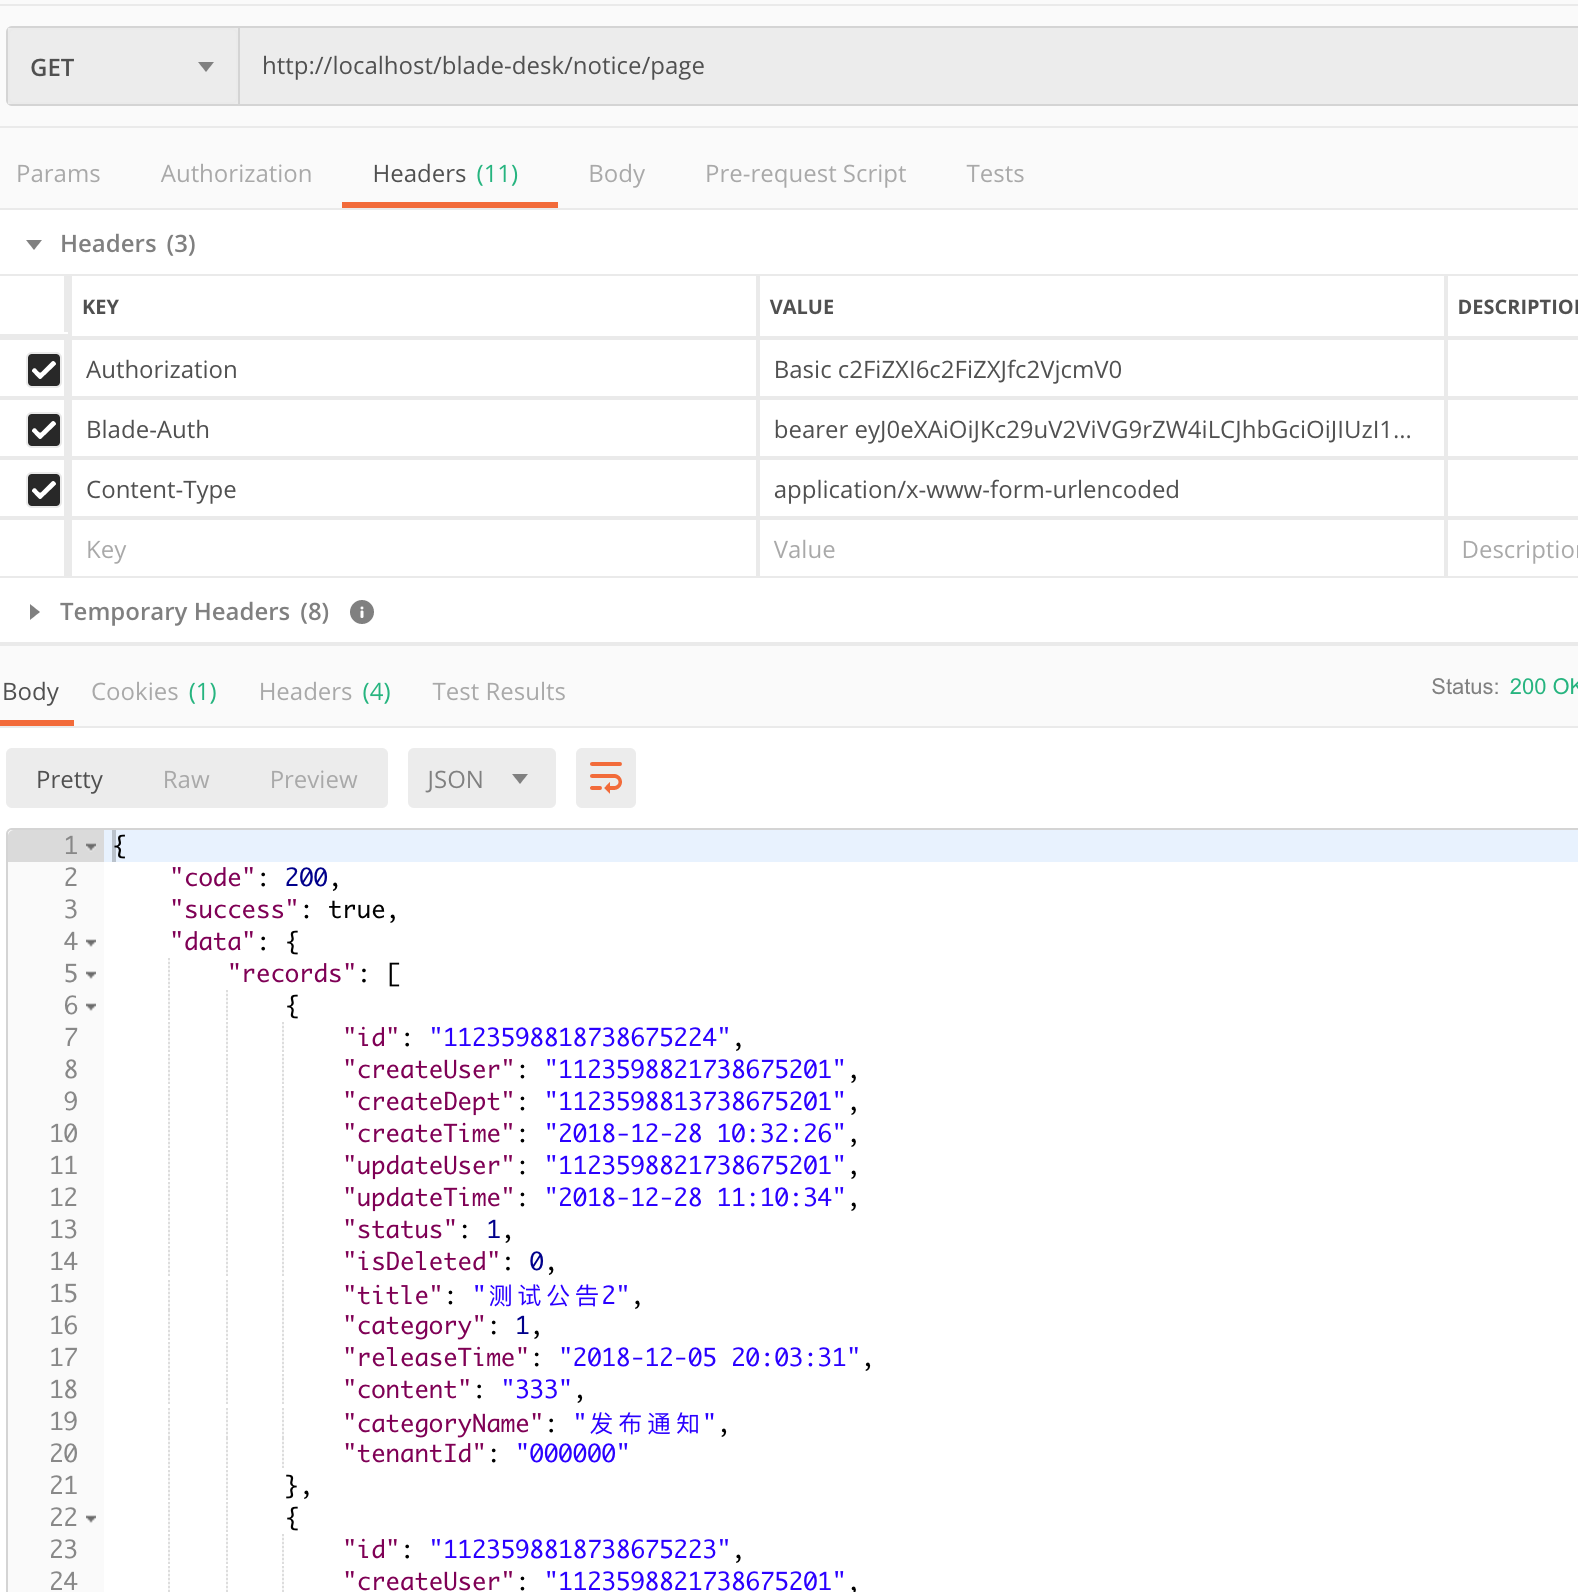 GET http://localhost/blade-desk/notice/page
Params Authorization Headers (11) Body Pre-request Script Tests
Headers (3)
KEY VALUE DESCRIPTION
Authorization Basic c2FiZXI6c2FiZXJfc2VjcmV0
Blade-Auth bearer eyJ0eXAiOiJKc29uV2ViVG9rZW4iLCJhbGciOiJIUzI1...
Content-Type application/x-www-form-urlencoded
Key Value Description
Temporary Headers (8)
Body Cookies (1) Headers (4) Test Results Status: 200 OK
Pretty Raw Preview JSON
1 {
2 "code": 200,
3 "success": true,
4 "data": {
5 "records": [
6 {
7 "id": "1123598818738675224",
8 "createUser": "1123598821738675201",
9 "createDept": "1123598813738675201",
10 "createTime": "2018-12-28 10:32:26",
11 "updateUser": "1123598821738675201",
12 "updateTime": "2018-12-28 11:10:34",
13 "status": 1,
14 "isDeleted": 0,
15 "title": "测试公告2",
16 "category": 1,
17 "releaseTime": "2018-12-05 20:03:31",
18 "content": "333",
19 "categoryName": "发布通知",
20 "tenantId": "000000"
21 },
22 {
23 "id": "1123598818738675223",
24 "createUser": "1123598821738675201",